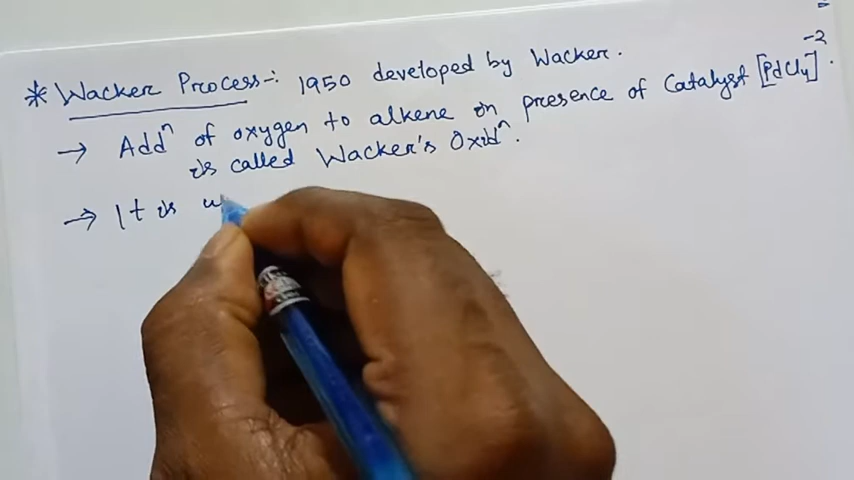 * Wacker Process:- 1950 developed by Wacker.
→ Addⁿ of oxygen to alkene in presence of Catalyst [PdCl₄]⁻².
is called Wacker's Oxidⁿ.
→ It is